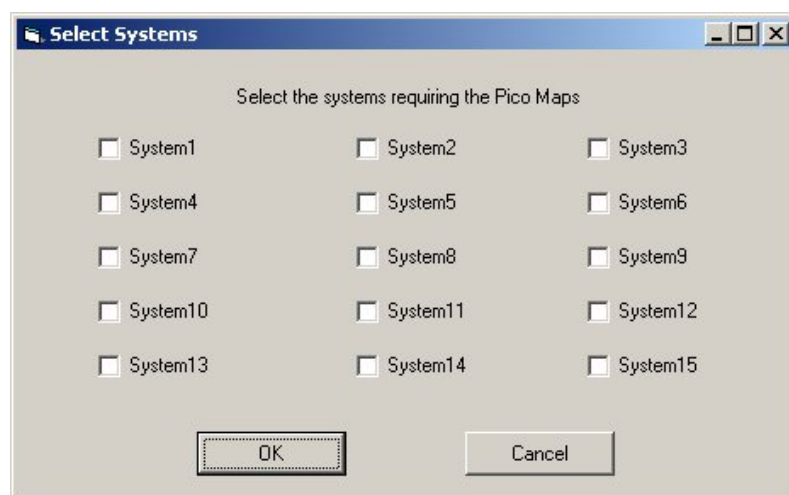 Select Systems
Select the systems requiring the Pico Maps
System1 System2 System3
System4 System5 System6
System7 System8 System9
System10 System11 System12
System13 System14 System15
OK Cancel